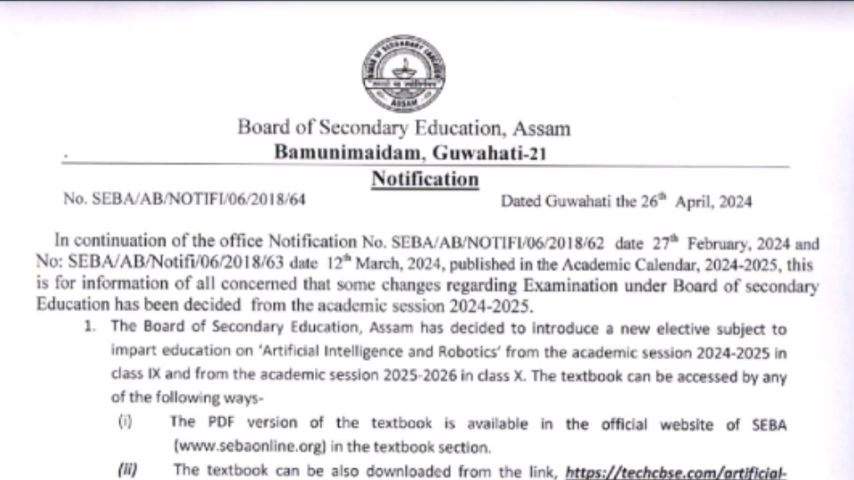 BOARD OF SECONDARY EDUCATION
ASSAM
Board of Secondary Education, Assam
Bamunimaidam, Guwahati-21
Notification
No. SEBA/AB/NOTIFI/06/2018/64 Dated Guwahati the 26th April, 2024
In continuation of the office Notification No. SEBA/AB/NOTIFI/06/2018/62 date 27th February, 2024 and
No: SEBA/AB/Notifi/06/2018/63 date 12th March, 2024, published in the Academic Calendar, 2024-2025, this
is for information of all concerned that some changes regarding Examination under Board of secondary
Education has been decided from the academic session 2024-2025.
1. The Board of Secondary Education, Assam has decided to introduce a new elective subject to
impart education on ‘Artificial Intelligence and Robotics’ from the academic session 2024-2025 in
class IX and from the academic session 2025-2026 in class X. The textbook can be accessed by any
of the following ways-
(i) The PDF version of the textbook is available in the official website of SEBA
(www.sebaonline.org) in the textbook section.
(ii) The textbook can be also downloaded from the link, https://techcbse.com/artificial-